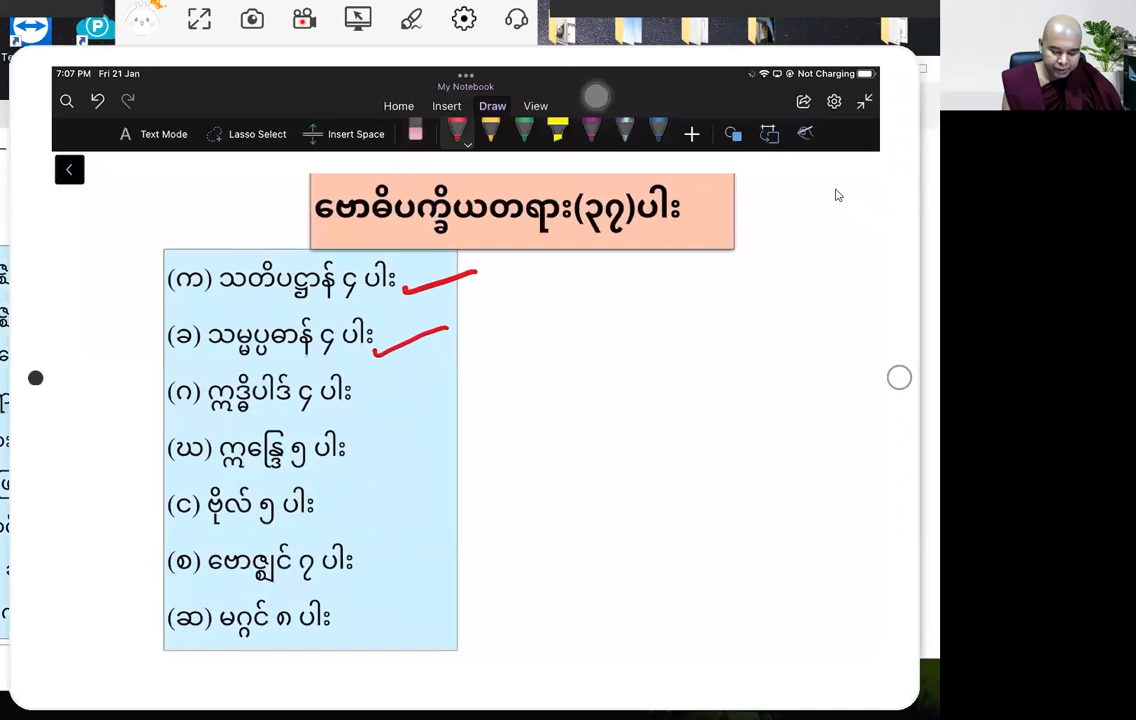 7:07 PM Fri 21 Jan
Not Charging
My Notebook
Home Insert Draw View
Text Mode Lasso Select Insert Space
ဗောဓိပက္ခိယတရား(၃၇)ပါး
(က) သတိပဋ္ဌာန် ၄ ပါး
(ခ) သမ္မပ္ပဓာန် ၄ ပါး
(ဂ) ဣဒ္ဓိပါဒ် ၄ ပါး
(ဃ) ဣန္ဒြေ ၅ ပါး
(င) ဗိုလ် ၅ ပါး
(စ) ဗောဇ္ဈင် ၇ ပါး
(ဆ) မဂ္ဂင် ၈ ပါး